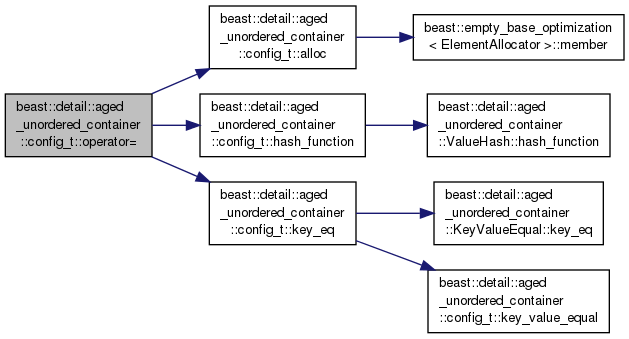 beast::detail::aged
_unordered_container
::config_t::operator=
beast::detail::aged
_unordered_container
::config_t::alloc
beast::empty_base_optimization
< ElementAllocator >::member
beast::detail::aged
_unordered_container
::config_t::hash_function
beast::detail::aged
_unordered_container
::ValueHash::hash_function
beast::detail::aged
_unordered_container
::config_t::key_eq
beast::detail::aged
_unordered_container
::KeyValueEqual::key_eq
beast::detail::aged
_unordered_container
::config_t::key_value_equal